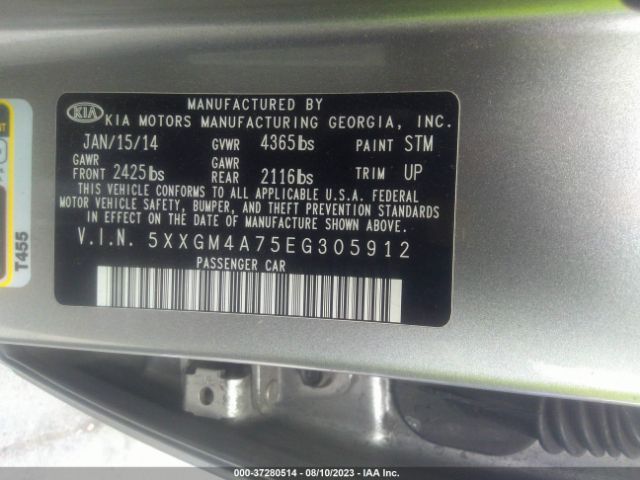 MANUFACTURED BY
KIA KIA MOTORS MANUFACTURING GEORGIA, INC.
JAN/15/14 GVWR 4365lbs PAINT STM
GAWR FRONT 2425lbs GAWR REAR 2116lbs TRIM UP
THIS VEHICLE CONFORMS TO ALL APPLICABLE U.S.A. FEDERAL
MOTOR VEHICLE SAFETY, BUMPER, AND THEFT PREVENTION STANDARDS
IN EFFECT ON THE DATE OF MANUFACTURE SHOWN ABOVE.
V.I.N. 5XXGM4A75EG305912
PASSENGER CAR
T455
000-37280514 - 08/10/2023 - IAA Inc.